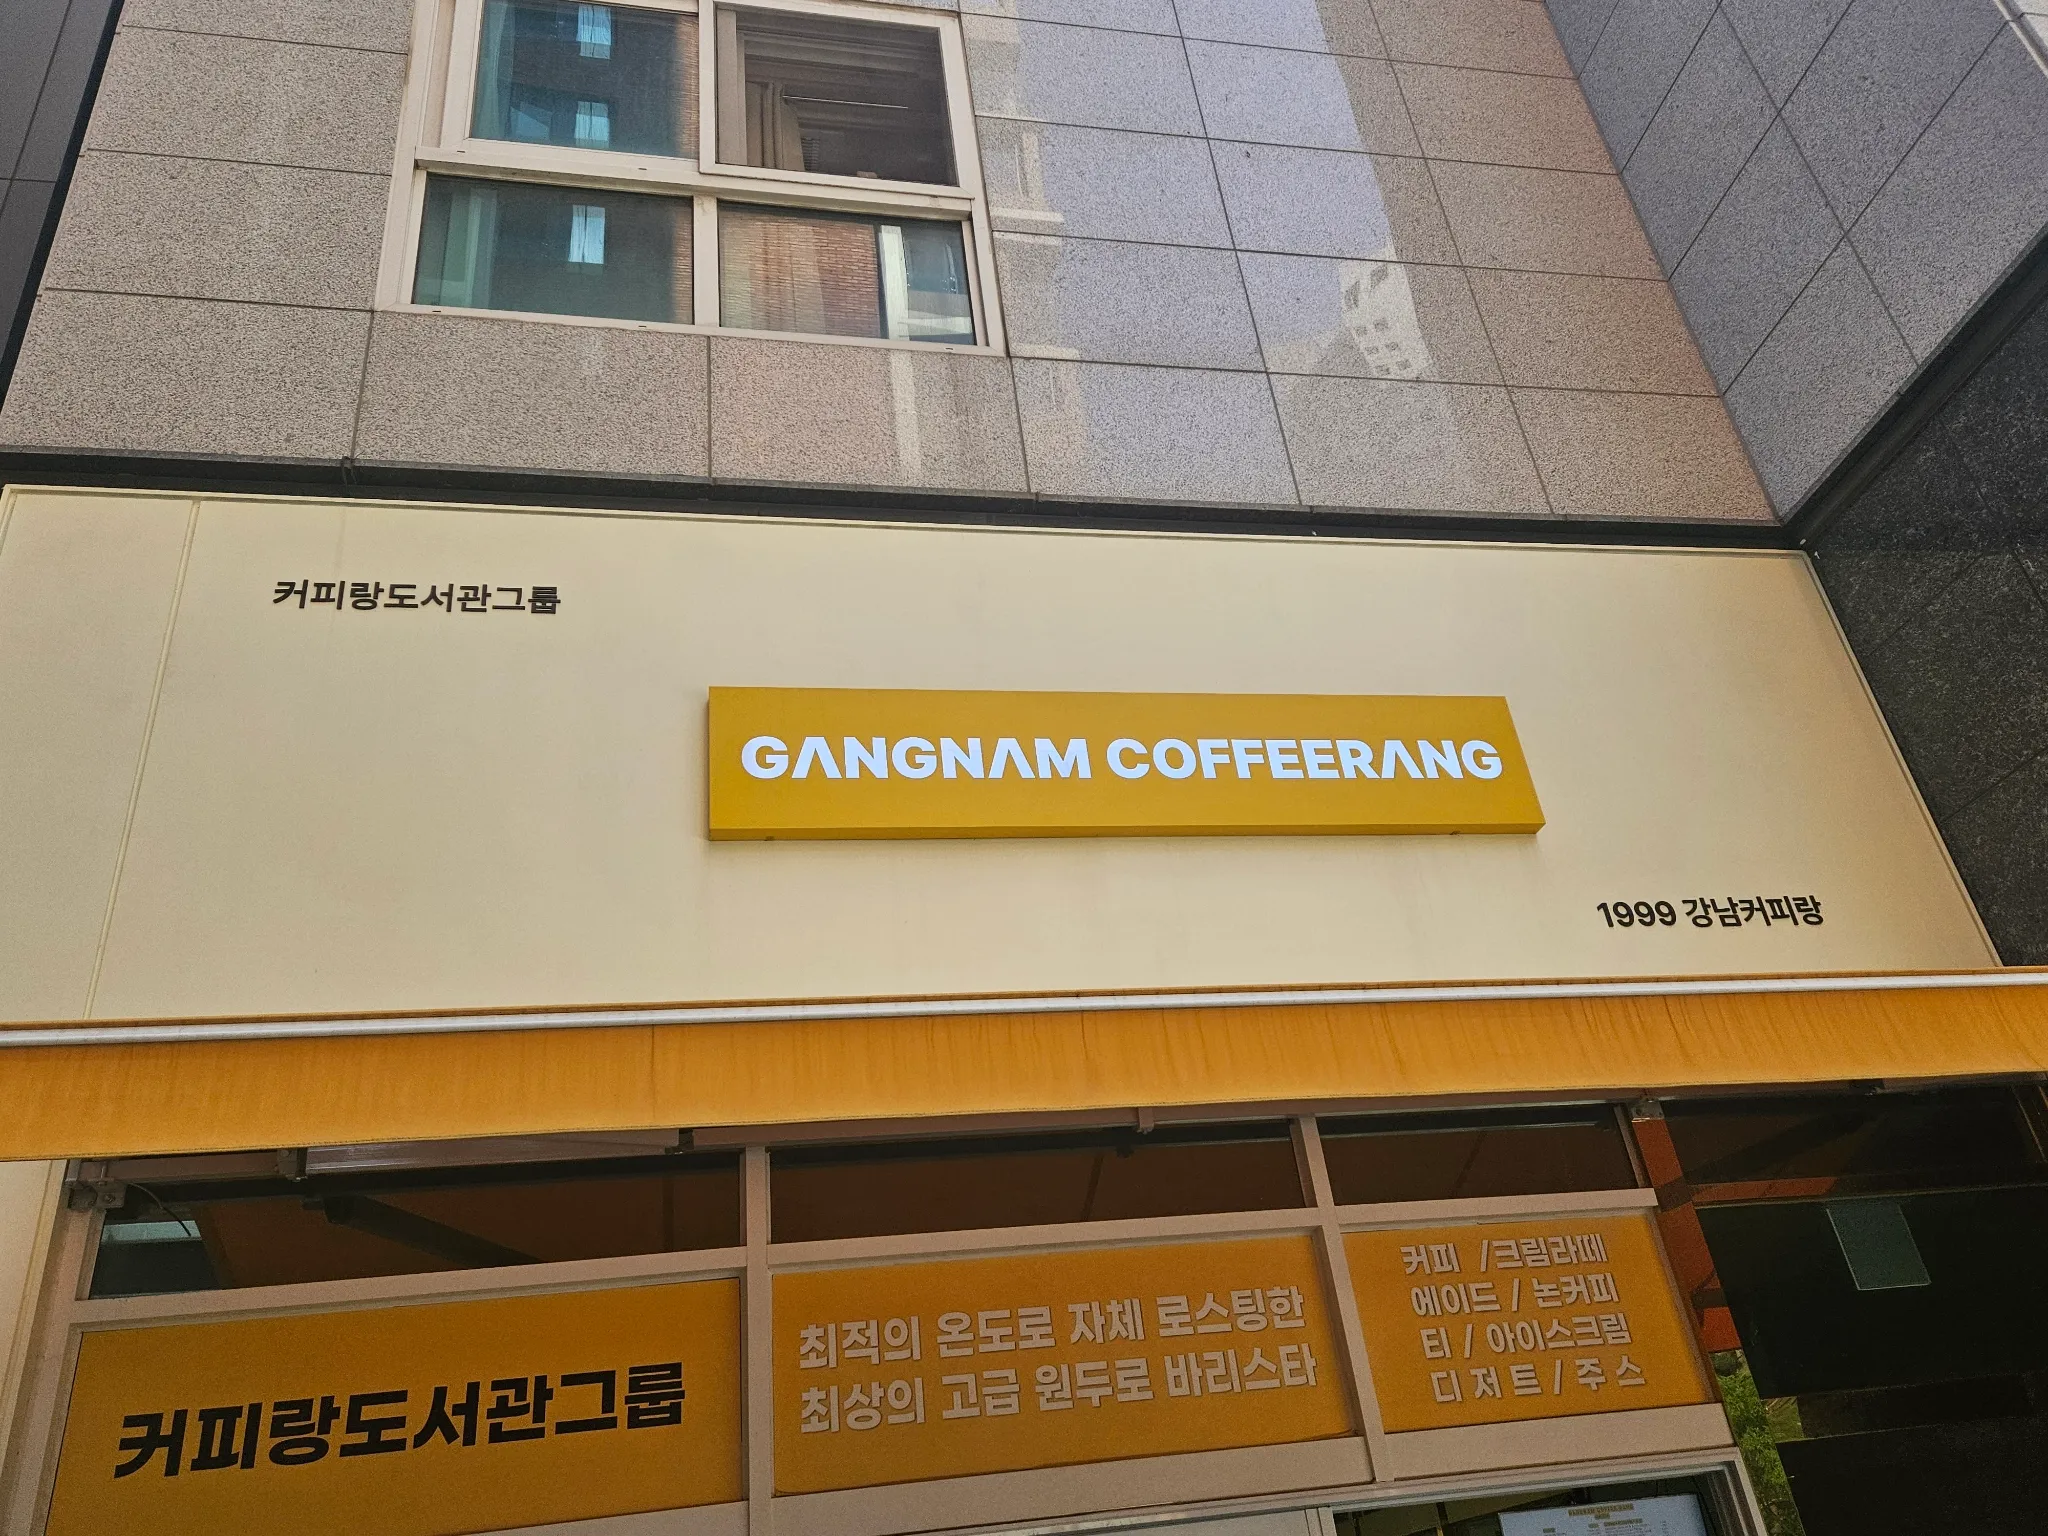 커피랑도서관그룹
GANGNAM COFFEERANG
1999 강남커피랑
커피랑도서관그룹
최적의 온도로 자체 로스팅한
최상의 고급 원두로 바리스타
커피 /크림라떼
에이드 / 논커피
티 / 아이스크림
디저트 / 주스